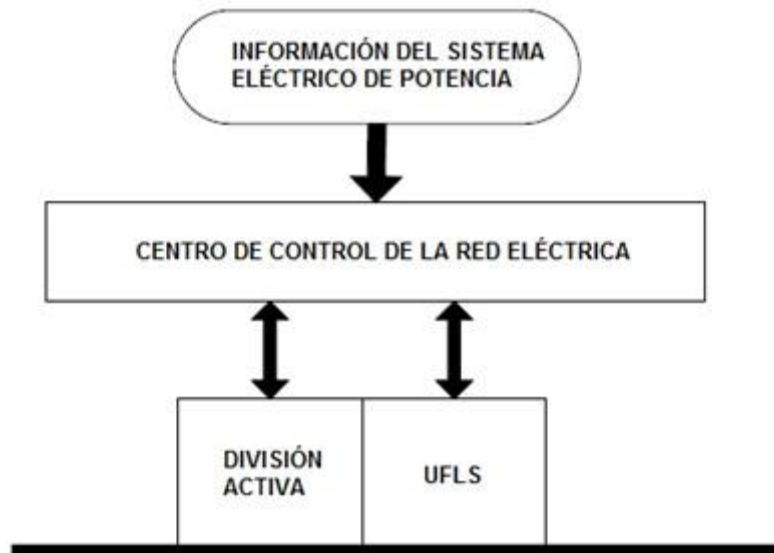 INFORMACIÓN DEL SISTEMA
ELÉCTRICO DE POTENCIA
CENTRO DE CONTROL DE LA RED ELÉCTRICA
DIVISIÓN
ACTIVA
UFLS